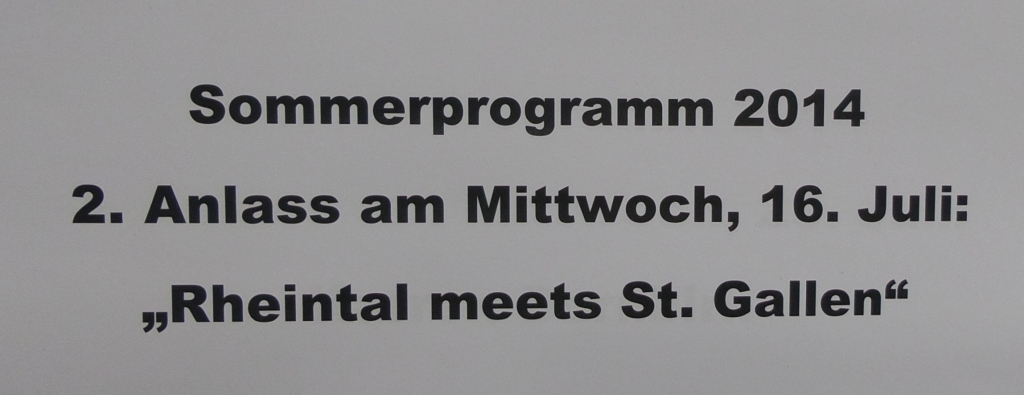 Sommerprogramm 2014
2. Anlass am Mittwoch, 16. Juli:
„Rheintal meets St. Gallen“